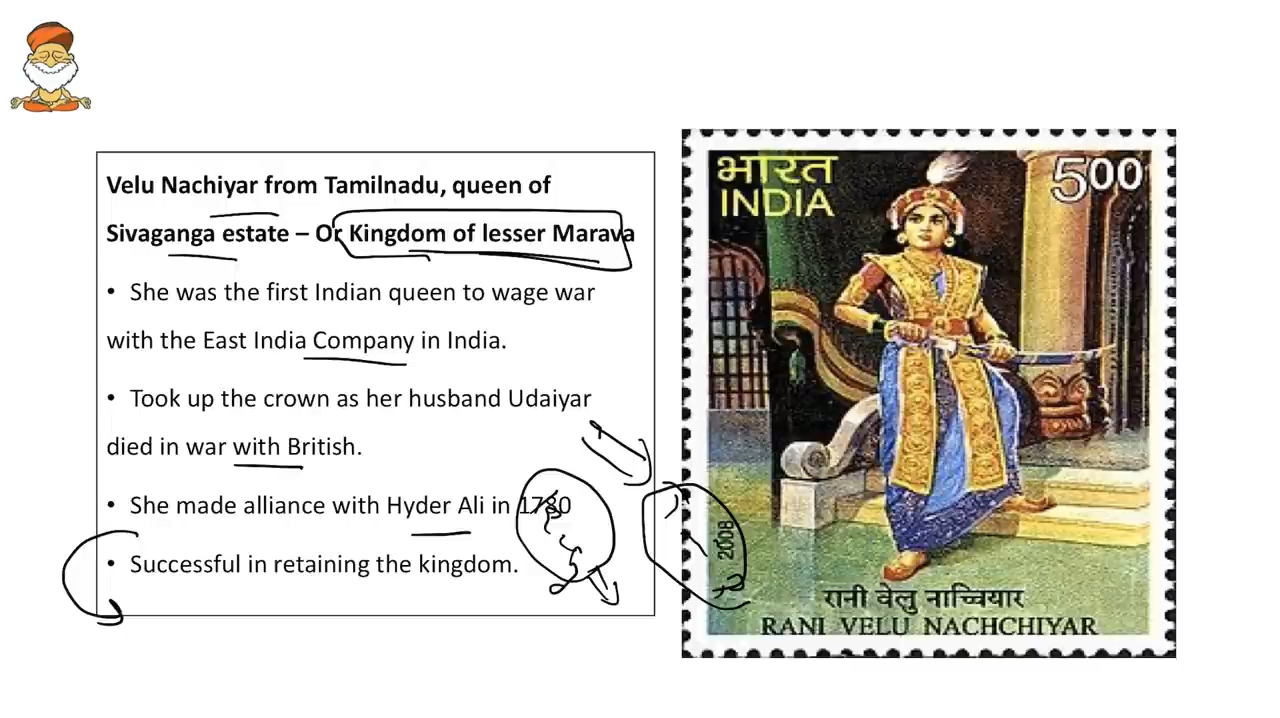 Velu Nachiyar from Tamilnadu, queen of
Sivaganga estate – Or Kingdom of lesser Marava
• She was the first Indian queen to wage war
with the East India Company in India.
• Took up the crown as her husband Udaiyar
died in war with British.
• She made alliance with Hyder Ali in 1780
• Successful in retaining the kingdom.
भारत
INDIA
500
2008
रानी वेलु नाच्चियार
RANI VELU NACHCHIYAR